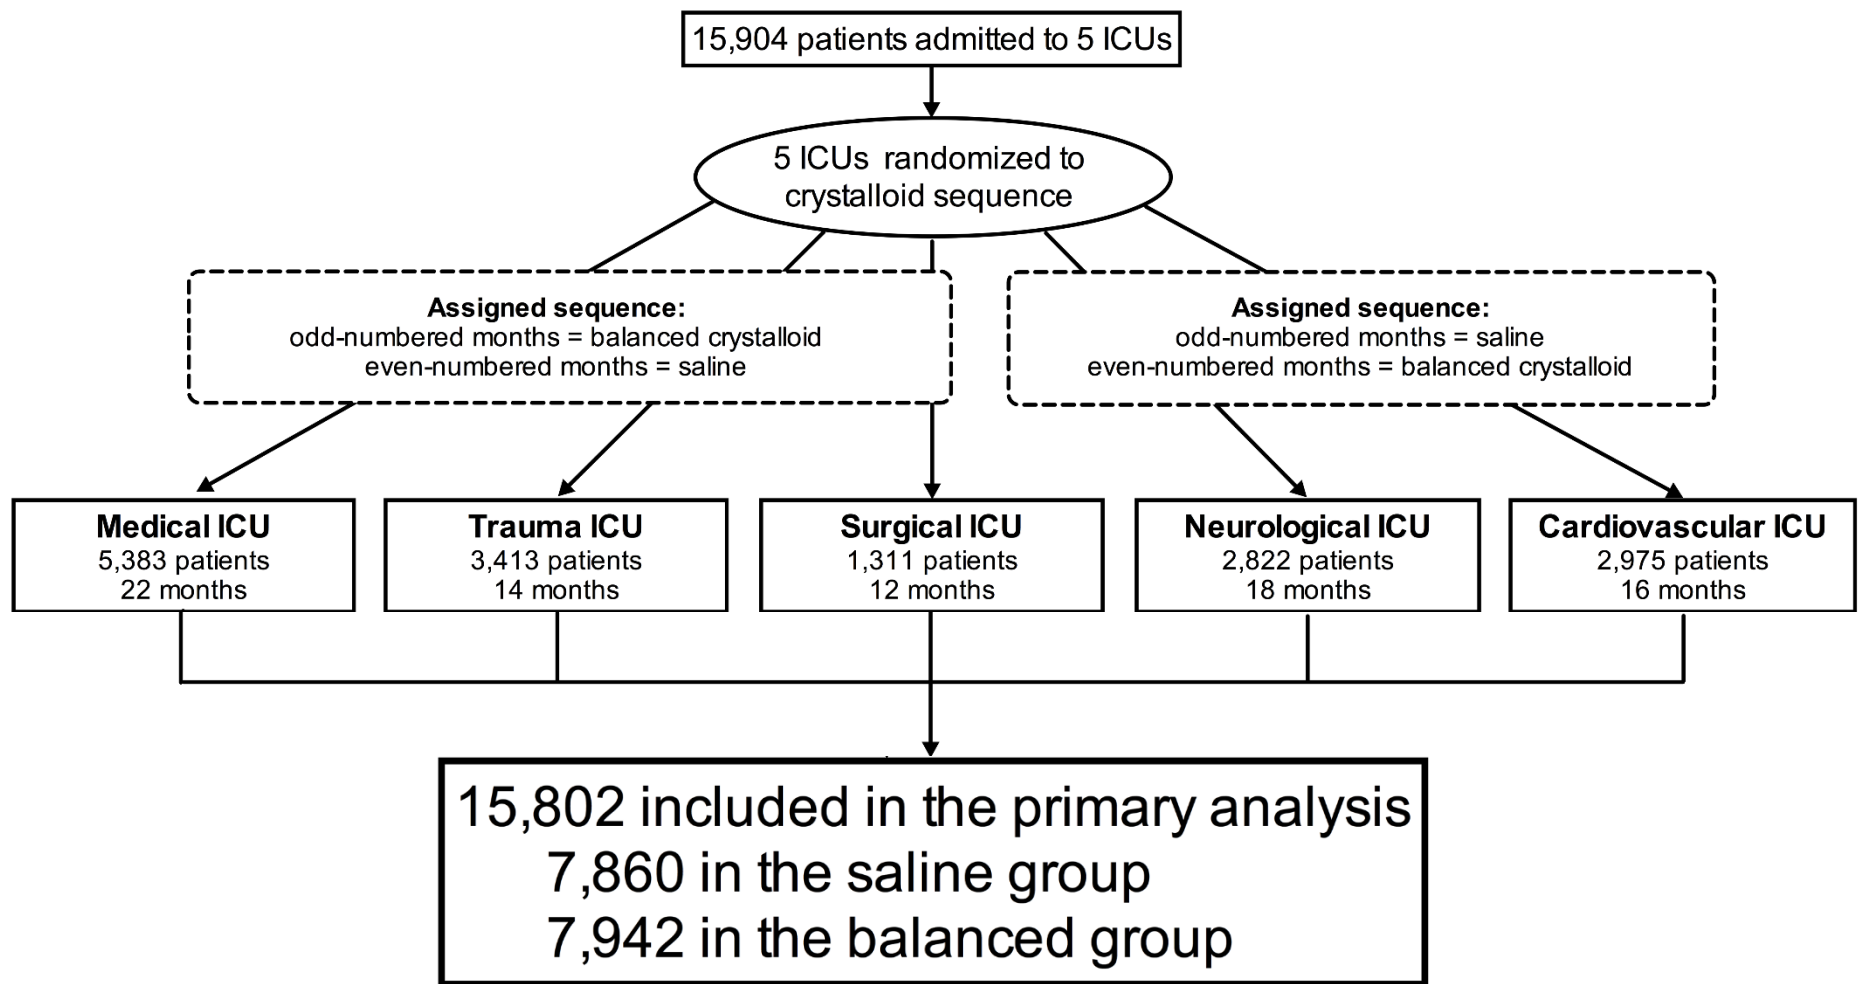 15,904 patients admitted to 5 ICUs
5 ICUs randomized to
crystalloid sequence
Assigned sequence:
odd-numbered months = balanced crystalloid
even-numbered months = saline
Assigned sequence:
odd-numbered months = saline
even-numbered months = balanced crystalloid
Medical ICU
5,383 patients
22 months
Trauma ICU
3,413 patients
14 months
Surgical ICU
1,311 patients
12 months
Neurological ICU
2,822 patients
18 months
Cardiovascular ICU
2,975 patients
16 months
15,802 included in the primary analysis
7,860 in the saline group
7,942 in the balanced group